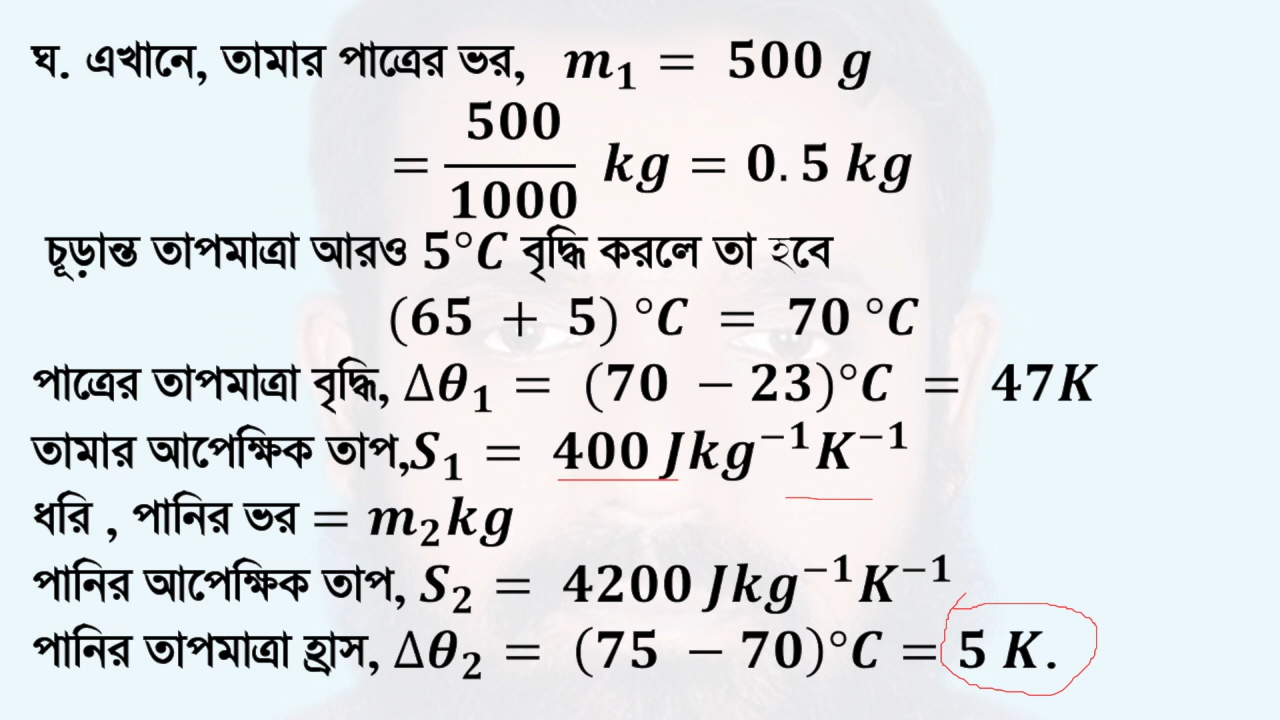 ঘ. এখানে, তামার পাত্রের ভর, m₁ = 500 g
= 500/1000 kg = 0.5 kg
চূড়ান্ত তাপমাত্রা আরও 5°C বৃদ্ধি করলে তা হবে
(65 + 5) °C = 70 °C
পাত্রের তাপমাত্রা বৃদ্ধি, Δθ₁ = (70 − 23)°C = 47K
তামার আপেক্ষিক তাপ,S₁ = 400 Jkg⁻¹K⁻¹
ধরি , পানির ভর = m₂kg
পানির আপেক্ষিক তাপ, S₂ = 4200 Jkg⁻¹K⁻¹
পানির তাপমাত্রা হ্রাস, Δθ₂ = (75 − 70)°C = 5 K.